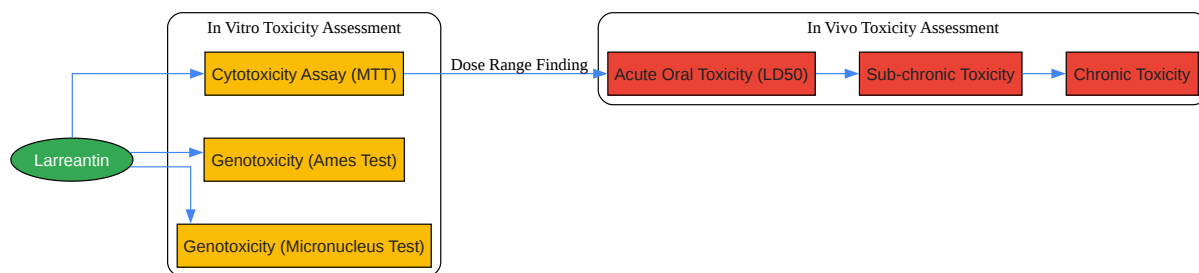 In Vitro Toxicity Assessment
In Vivo Toxicity Assessment
Cytotoxicity Assay (MTT)
Dose Range Finding
Acute Oral Toxicity (LD50)
Sub-chronic Toxicity
Chronic Toxicity
Larreantin
Genotoxicity (Ames Test)
Genotoxicity (Micronucleus Test)